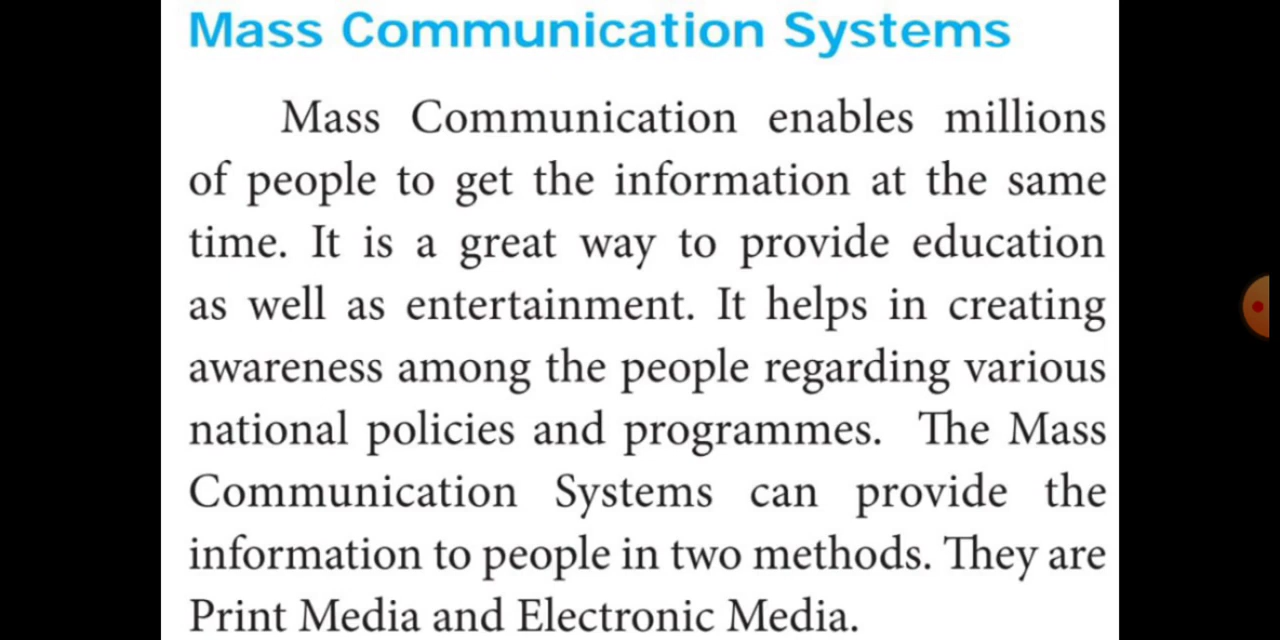 Mass Communication Systems
Mass Communication enables millions
of people to get the information at the same
time. It is a great way to provide education
as well as entertainment. It helps in creating
awareness among the people regarding various
national policies and programmes. The Mass
Communication Systems can provide the
information to people in two methods. They are
Print Media and Electronic Media.